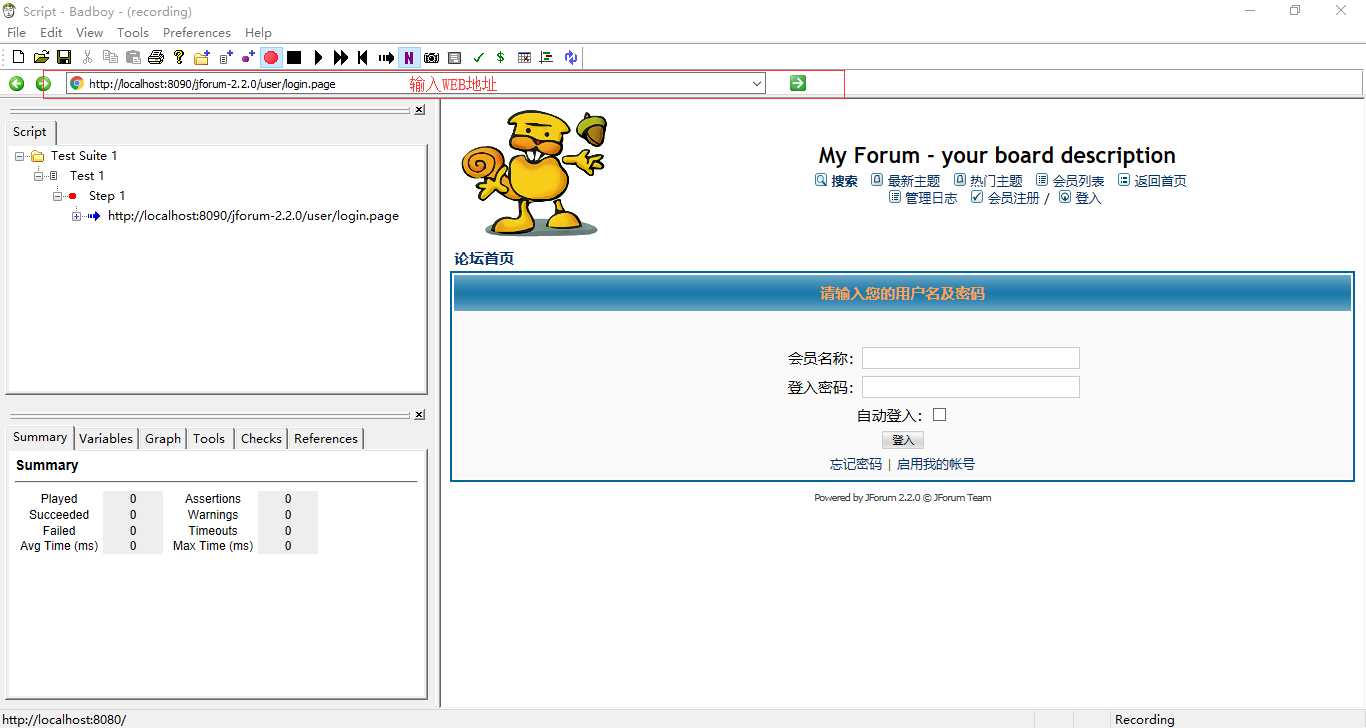 Script - Badboy - (recording)
File Edit View Tools Preferences Help
http://localhost:8090/jforum-2.2.0/user/login.page 输入WEB地址
Script
Test Suite 1
Test 1
Step 1
http://localhost:8090/jforum-2.2.0/user/login.page
Summary Variables Graph Tools Checks References
Summary
Played 0 Assertions 0
Succeeded 0 Warnings 0
Failed 0 Timeouts 0
Avg Time (ms) 0 Max Time (ms) 0
My Forum - your board description
搜索 最新主题 热门主题 会员列表 返回首页
管理日志 会员注册 / 登入
论坛首页
请输入您的用户名及密码
会员名称:
登入密码:
自动登入:
登入
忘记密码 | 启用我的帐号
Powered by JForum 2.2.0 © JForum Team
http://localhost:8080/ Recording